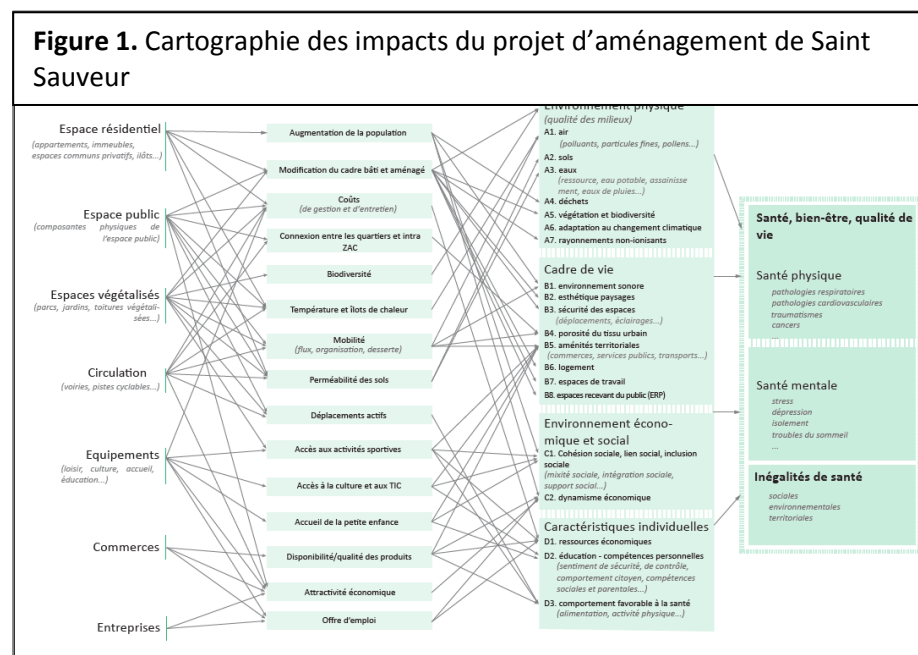 Figure 1. Cartographie des impacts du projet d’aménagement de Saint
Sauveur
Espace résidentiel
(appartements, immeubles,
espaces communs privatifs, ilôts...)
Espace public
(composantes physiques de
l'espace public)
Espaces végétalisés
(parcs, jardins, toitures végétali-
sées...)
Circulation
(voiries, pistes cyclables...)
Equipements
(loisir, culture, accueil,
éducation...)
Commerces
Entreprises
Augmentation de la population
Modification du cadre bâti et aménagé
Coûts
(de gestion et d'entretien)
Connexion entre les quartiers et intra
ZAC
Biodiversité
Température et îlots de chaleur
Mobilité
(flux, organisation, desserte)
Perméabilité des sols
Déplacements actifs
Accès aux activités sportives
Accès à la culture et aux TIC
Accueil de la petite enfance
Disponibilité/qualité des produits
Attractivité économique
Offre d'emploi
Environnement physique
(qualité des milieux)
A1. air
(polluants, particules fines, pollens...)
A2. sols
A3. eaux
(ressource, eau potable, assainisse
ment, eaux de pluies...)
A4. déchets
A5. végétation et biodiversité
A6. adaptation au changement climatique
A7. rayonnements non-ionisants
Cadre de vie
B1. environnement sonore
B2. esthétique paysages
B3. sécurité des espaces
(déplacements, éclairages...)
B4. porosité du tissu urbain
B5. aménités territoriales
(commerces, services publics, transports...)
B6. logement
B7. espaces de travail
B8. espaces recevant du public (ERP)
Environnement écono-
mique et social
C1. Cohésion sociale, lien social, inclusion
sociale
(mixité sociale, intégration sociale,
support social...)
C2. dynamisme économique
Caractéristiques individuelles
D1. ressources économiques
D2. éducation - compétences personnelles
(sentiment de sécurité, de contrôle,
comportement citoyen, compétences
sociales et parentales...)
D3. comportement favorable à la santé
(alimentation, activité physique...)
Santé, bien-être, qualité de
vie
Santé physique
pathologies respiratoires
pathologies cardiovasculaires
traumatismes
cancers
...
Santé mentale
stress
dépression
isolement
troubles du sommeil
...
Inégalités de santé
sociales
environnementales
territoriales